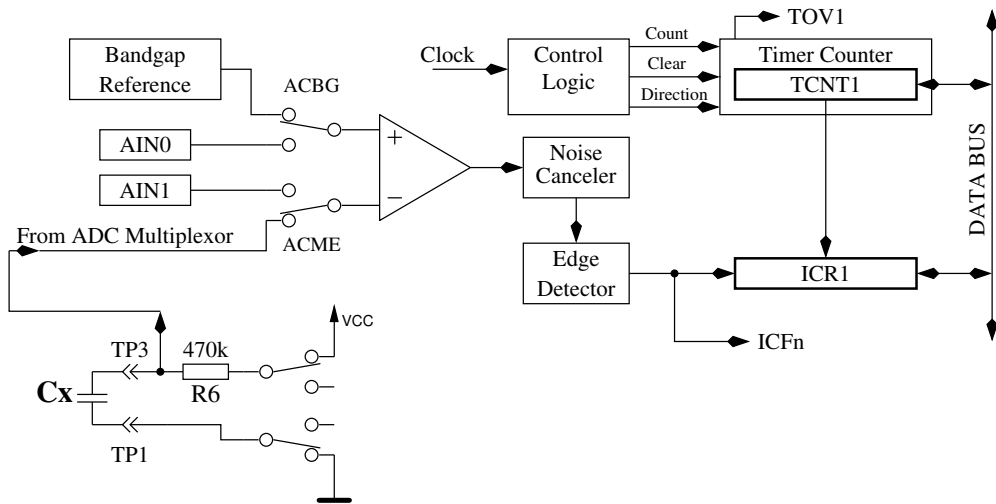 Bandgap
Reference
ACBG
AIN0
AIN1
ACME
From ADC Multiplexor
+
−
Clock
Control
Logic
Count
Clear
Direction
TOV1
Timer Counter
TCNT1
DATA BUS
Noise
Canceler
Edge
Detector
ICR1
ICFn
VCC
TP3
470k
R6
Cx
TP1